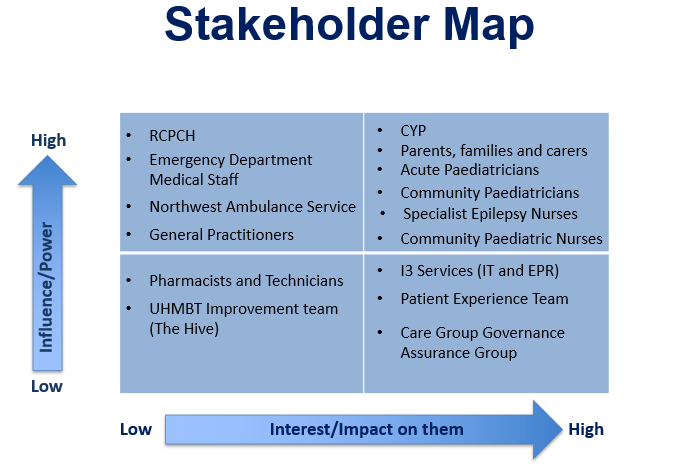 Stakeholder Map
High
Influence/Power
Low
• RCPCH
• Emergency Department
Medical Staff
• Northwest Ambulance Service
• General Practitioners
• CYP
• Parents, families and carers
• Acute Paediatricians
• Community Paediatricians
• Specialist Epilepsy Nurses
• Community Paediatric Nurses
• Pharmacists and Technicians
• UHMBT Improvement team
(The Hive)
• I3 Services (IT and EPR)
• Patient Experience Team
• Care Group Governance
Assurance Group
Low
Interest/Impact on them
High